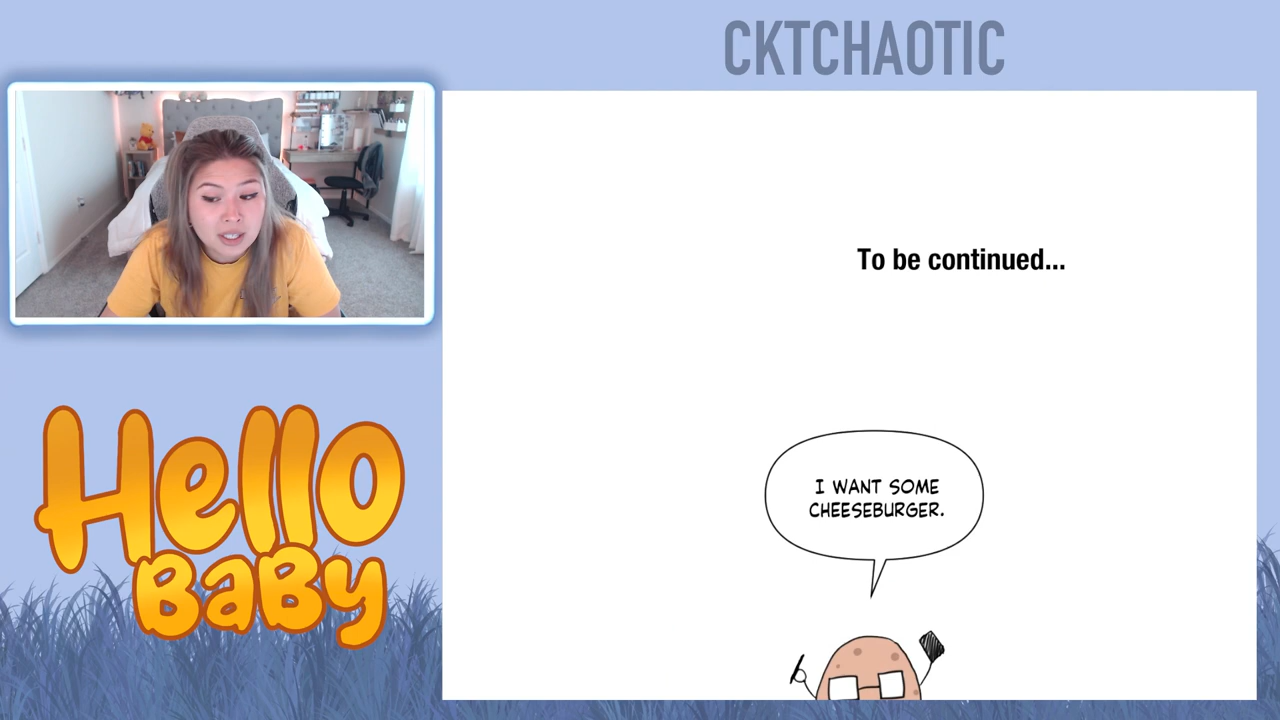 CKTCHAOTIC
To be continued...
I WANT SOME
CHEESEBURGER.
Hello
BaBy